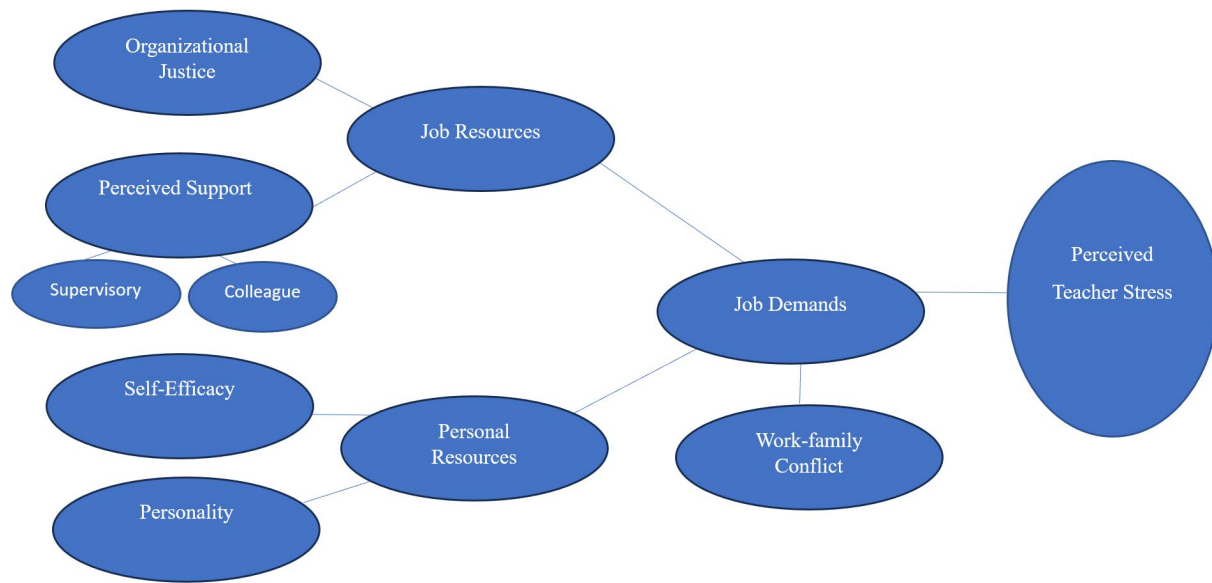 Organizational
Justice
Job Resources
Perceived Support
Supervisory
Colleague
Perceived
Teacher Stress
Job Demands
Self-Efficacy
Personal
Resources
Work-family
Conflict
Personality